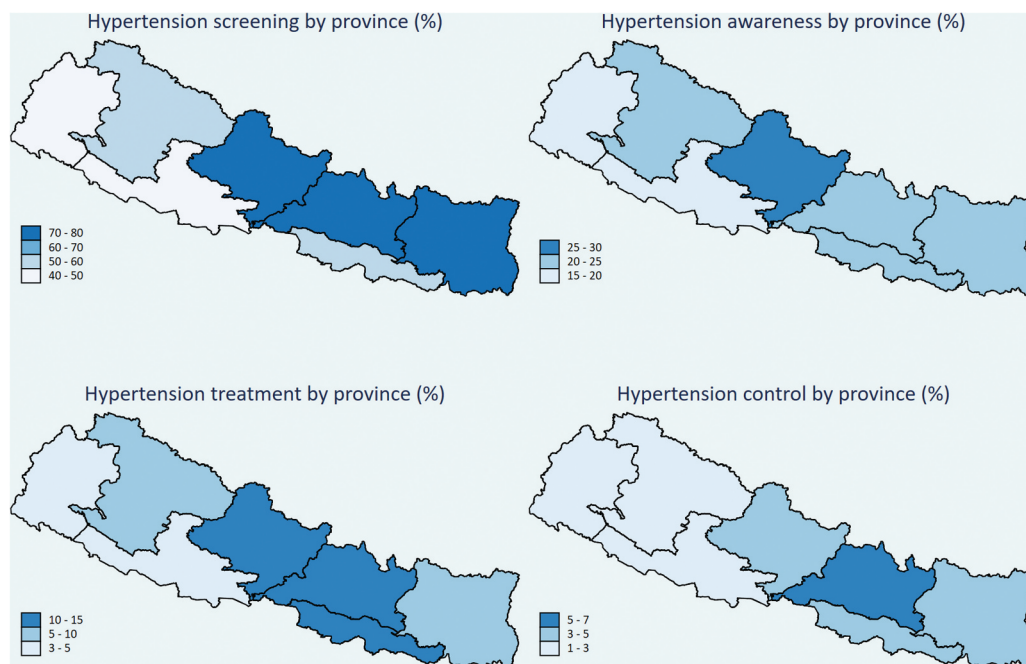 Hypertension screening by province (%)
70 - 80
60 - 70
50 - 60
40 - 50
Hypertension awareness by province (%)
25 - 30
20 - 25
15 - 20
Hypertension treatment by province (%)
10 - 15
5 - 10
3 - 5
Hypertension control by province (%)
5 - 7
3 - 5
1 - 3